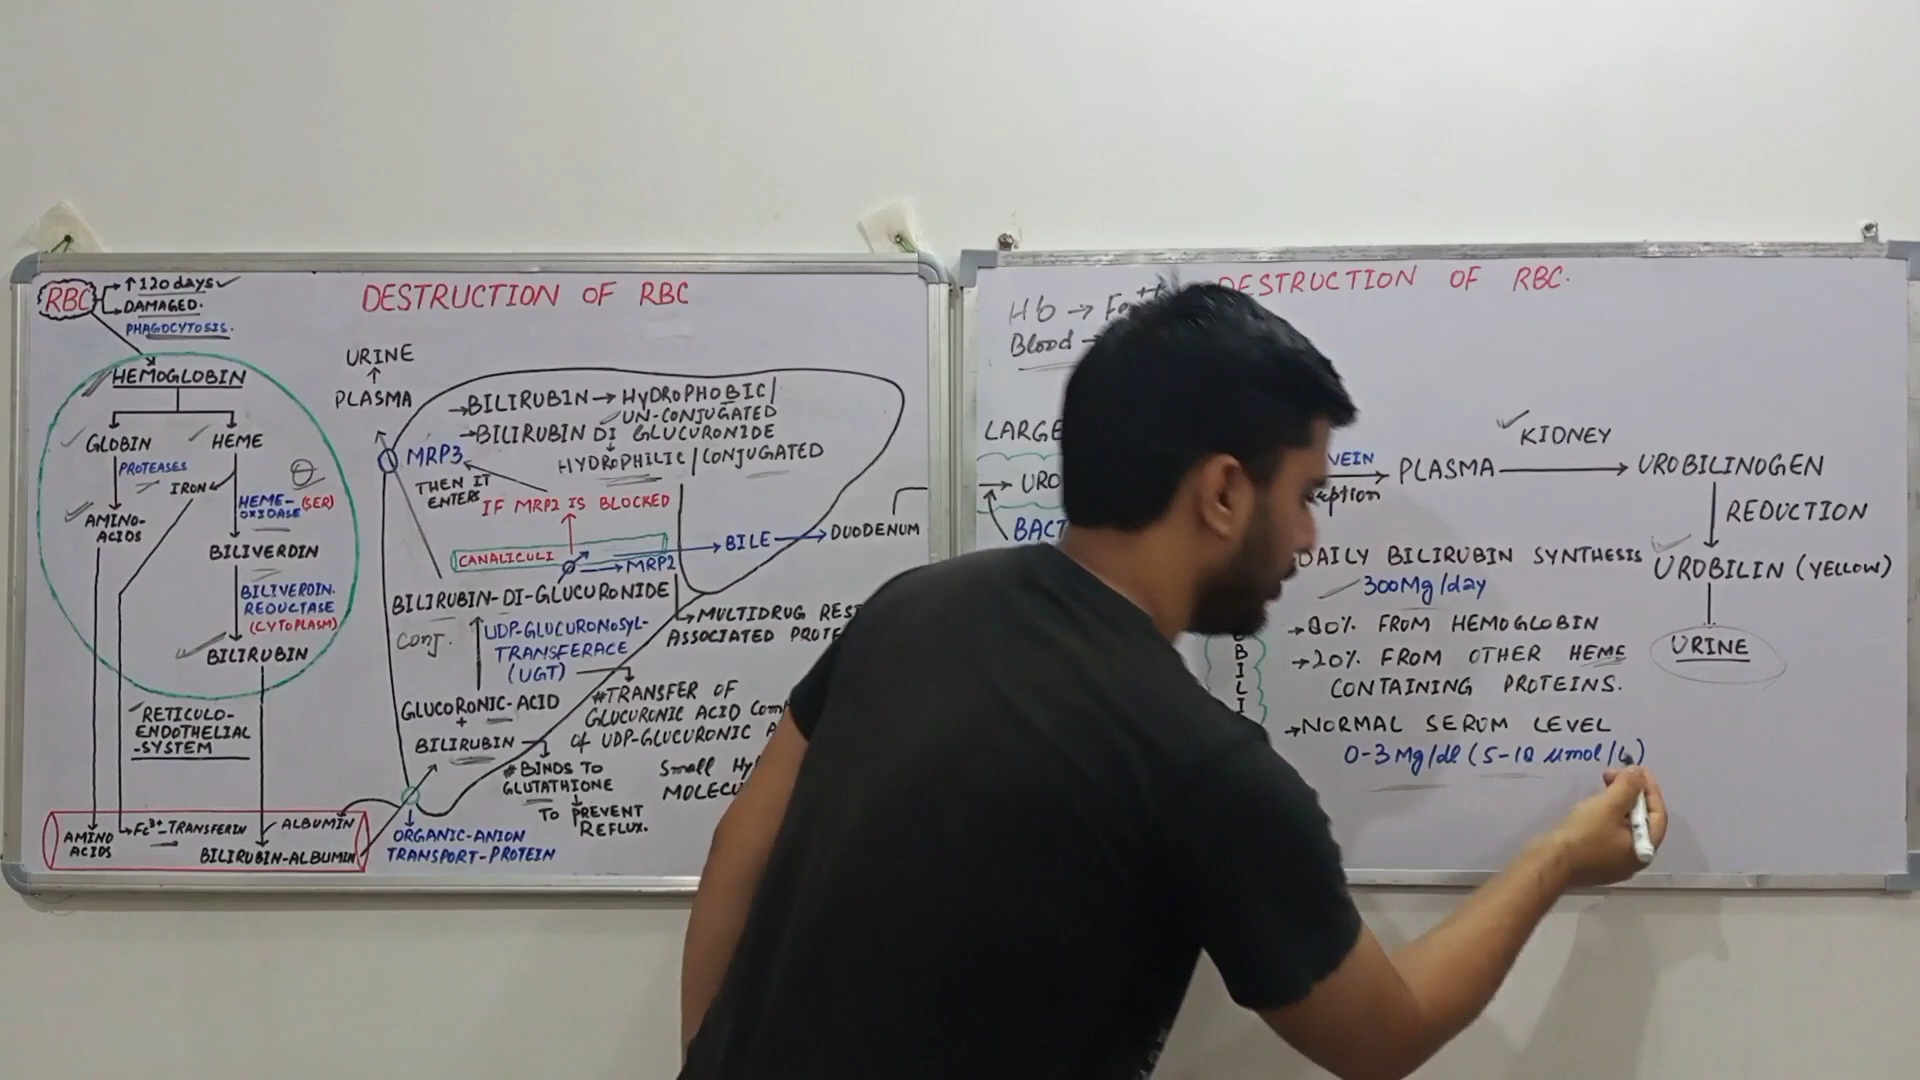 DESTRUCTION OF RBC
RBC
↑ 120 days
DAMAGED.
PHAGOCYTOSIS.
HEMOGLOBIN
GLOBIN
HEME
PROTEASES
IRON
HEME-OXIDASE (SER)
AMINO-ACIDS
BILIVERDIN
BILIVERDIN.
REDUCTASE
(CYTOPLASM)
BILIRUBIN
RETICULO-
ENDOTHELIAL
-SYSTEM
AMINO
ACIDS
Fe3+-TRANSFERIN
ALBUMIN
BILIRUBIN-ALBUMIN
URINE
↑
PLASMA
→BILIRUBIN → HYDROPHOBIC/
UN-CONJUGATED
→BILIRUBIN DI GLUCURONIDE
↓
HYDROPHILIC/CONJUGATED
MRP3
THEN IT
ENTERS
IF MRP2 IS BLOCKED
CANALICULI
MRP2
BILE → DUODENUM
BILIRUBIN-DI-GLUCURONIDE
Conj.
UDP-GLUCURONOSYL-
TRANSFERACE
(UGT)
MULTIDRUG
ASSOCIATED
GLUCORONIC-ACID
+
BILIRUBIN
#TRANSFER OF
GLUCURONIC ACID
of UDP-GLUCURONIC
# BINDS TO
GLUTATHIONE
↓
TO PREVENT
REFLUX.
Small
ORGANIC-ANION
TRANSPORT-PROTEIN
DESTRUCTION OF RBC.
Hb →
Blood →
LARGE
→ URO
BACT
VEIN
PLASMA → KIDNEY → UROBILINOGEN
REDUCTION
UROBILIN (YELLOW)
URINE
DAILY BILIRUBIN SYNTHESIS
300Mg/day
→80% FROM HEMOGLOBIN
→20% FROM OTHER HEME
CONTAINING PROTEINS.
B
I
L
I
→NORMAL SERUM LEVEL
0-3 Mg/dl (5-18 µmol/L)